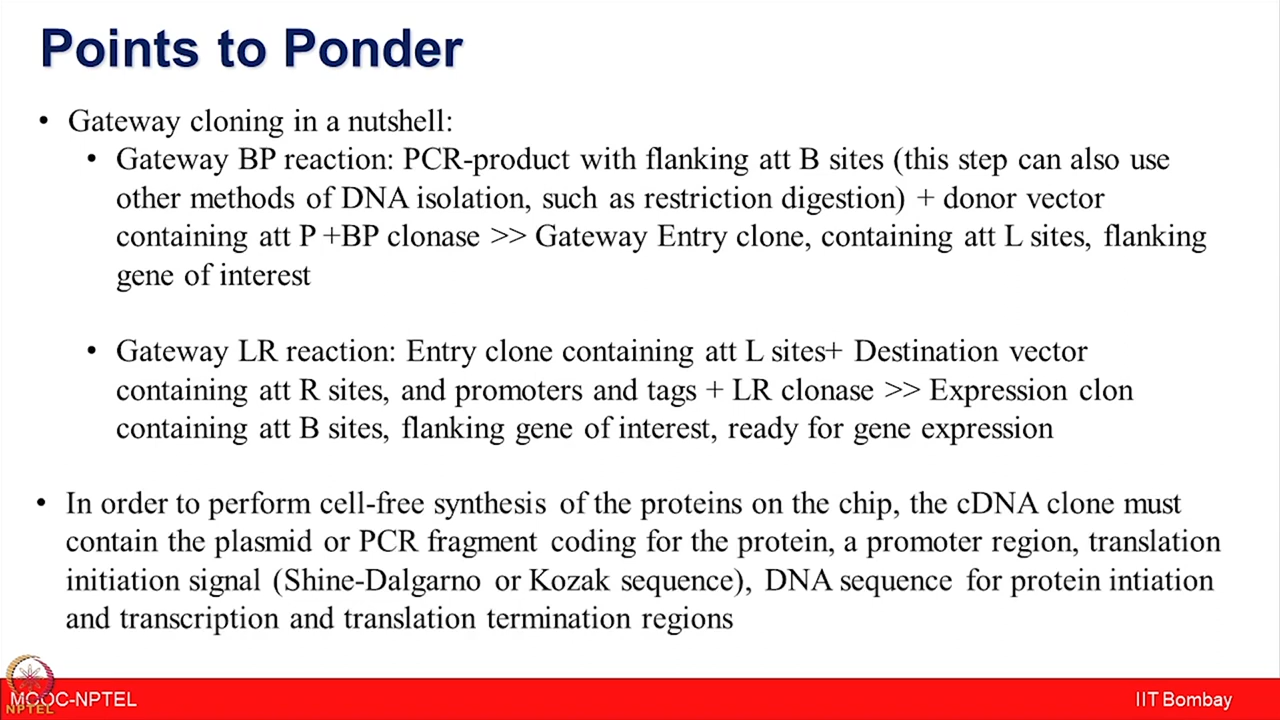 Points to Ponder
• Gateway cloning in a nutshell:
• Gateway BP reaction: PCR-product with flanking att B sites (this step can also use
other methods of DNA isolation, such as restriction digestion) + donor vector
containing att P +BP clonase >> Gateway Entry clone, containing att L sites, flanking
gene of interest
• Gateway LR reaction: Entry clone containing att L sites+ Destination vector
containing att R sites, and promoters and tags + LR clonase >> Expression clon
containing att B sites, flanking gene of interest, ready for gene expression
• In order to perform cell-free synthesis of the proteins on the chip, the cDNA clone must
contain the plasmid or PCR fragment coding for the protein, a promoter region, translation
initiation signal (Shine-Dalgarno or Kozak sequence), DNA sequence for protein intiation
and transcription and translation termination regions
MOOC-NPTEL
NPTEL
IIT Bombay